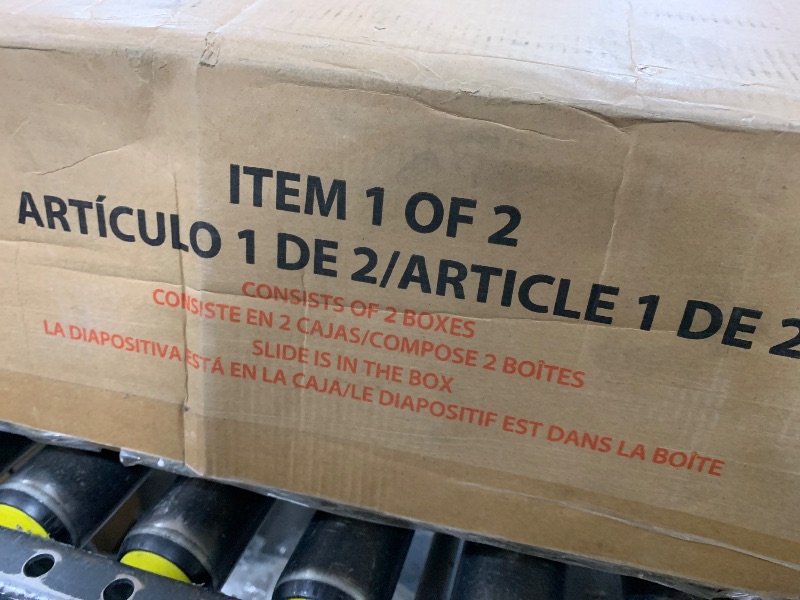 ITEM 1 OF 2
ARTÍCULO 1 DE 2/ARTICLE 1 DE 2
CONSISTS OF 2 BOXES
CONSISTE EN 2 CAJAS/COMPOSE 2 BOÎTES
SLIDE IS IN THE BOX
LA DIAPOSITIVA ESTÁ EN LA CAJA/LE DIAPOSITIF EST DANS LA BOÎTE